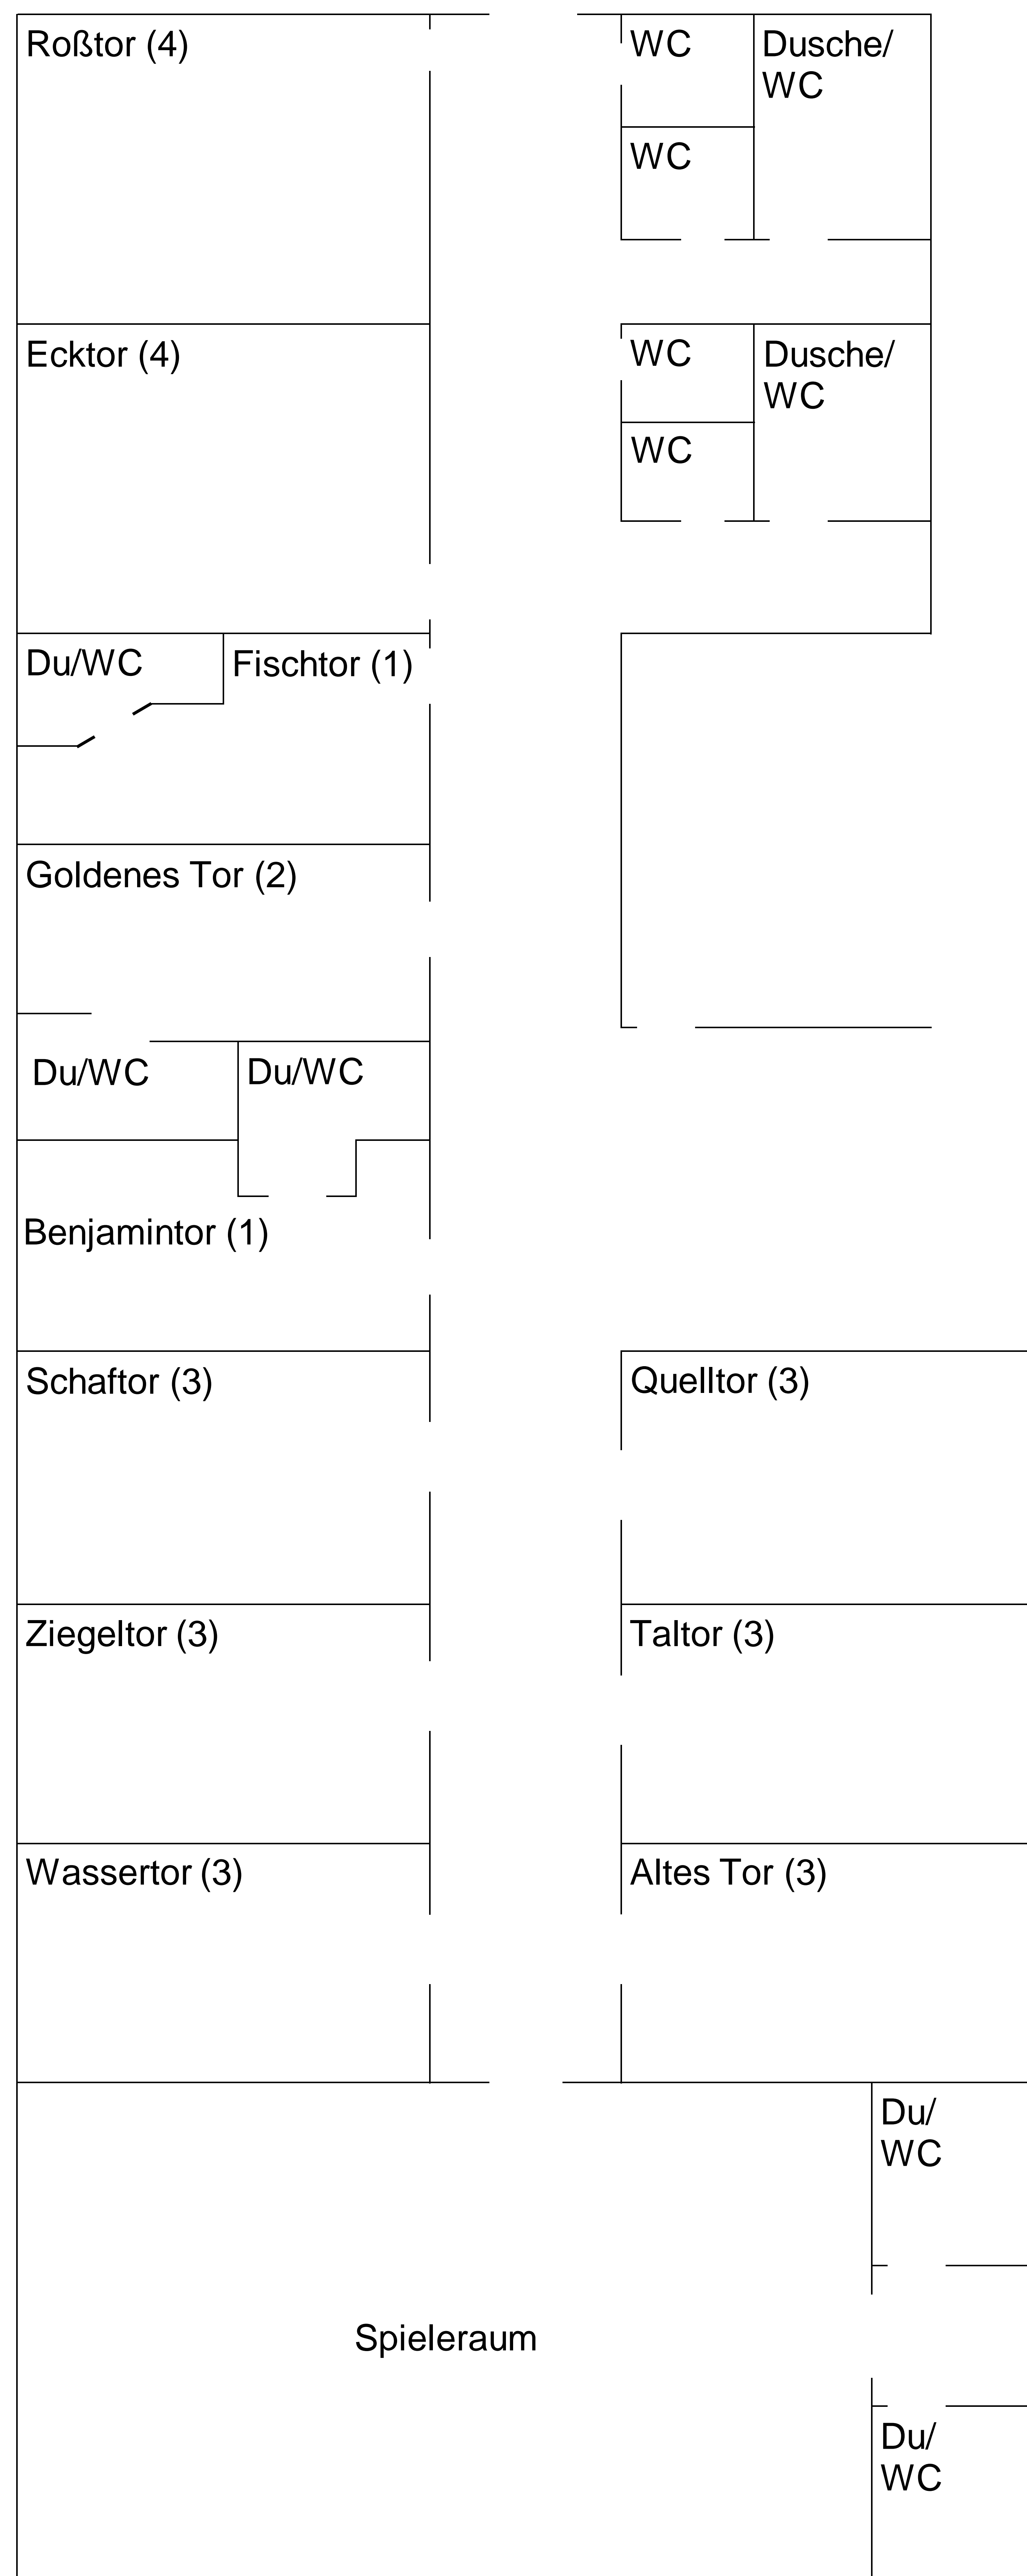 Roßtor (4)
WC
Dusche/
WC
WC
Ecktor (4)
WC
Dusche/
WC
WC
Du/WC
Fischtor (1)
Goldenes Tor (2)
Du/WC
Du/WC
Benjamintor (1)
Schaftor (3)
Quelltor (3)
Ziegeltor (3)
Taltor (3)
Wassertor (3)
Altes Tor (3)
Du/
WC
Spieleraum
Du/
WC